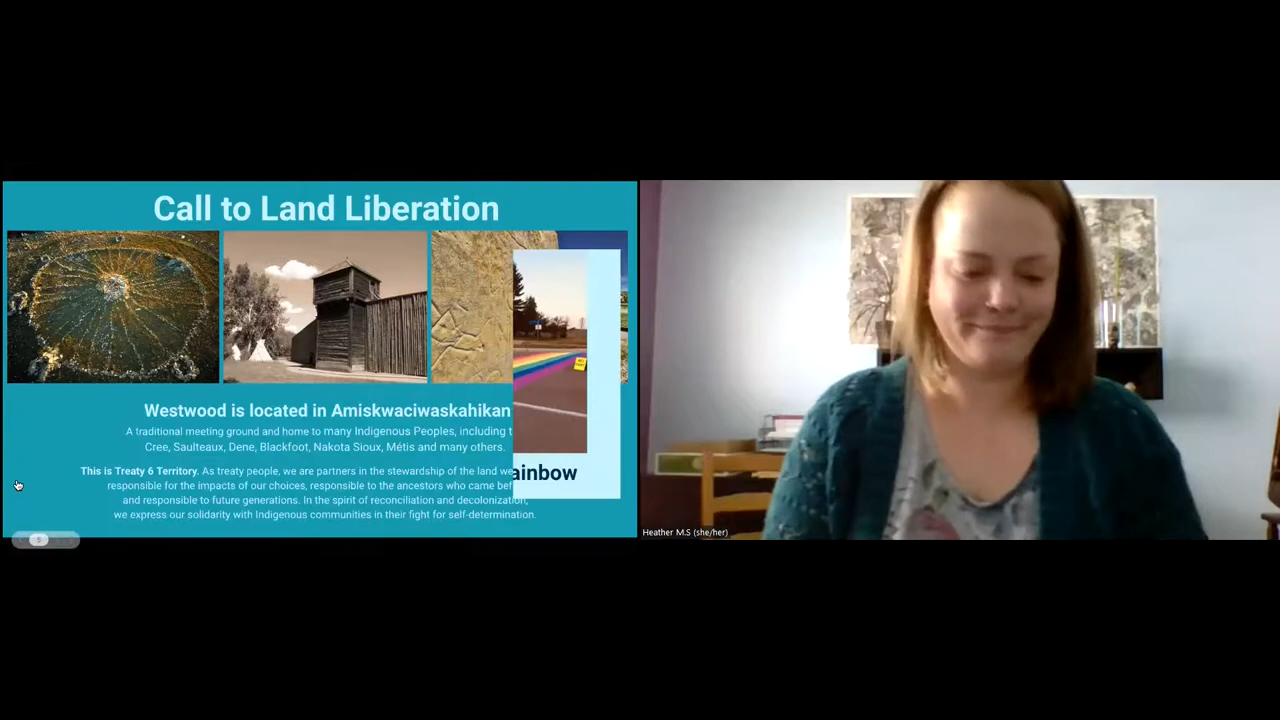 Call to Land Liberation
Westwood is located in Amiskwaciwaskahikan
A traditional meeting ground and home to many Indigenous Peoples, including t
Cree, Saulteaux, Dene, Blackfoot, Nakota Sioux, Métis and many others.
ainbow
This is Treaty 6 Territory. As treaty people, we are partners in the stewardship of the land we
responsible for the impacts of our choices, responsible to the ancestors who came bef
and responsible to future generations. In the spirit of reconciliation and decolonization,
we express our solidarity with Indigenous communities in their fight for self-determination.
5
Heather M.S (she/her)